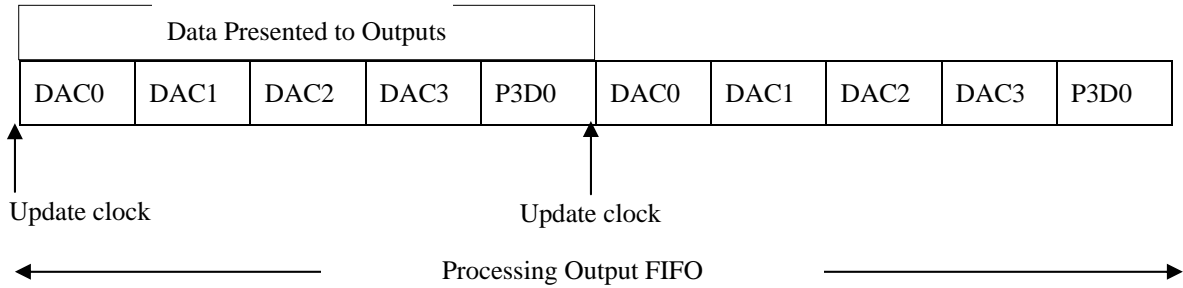 Data Presented to Outputs
DAC0 DAC1 DAC2 DAC3 P3D0 DAC0 DAC1 DAC2 DAC3 P3D0
Update clock Update clock
Processing Output FIFO